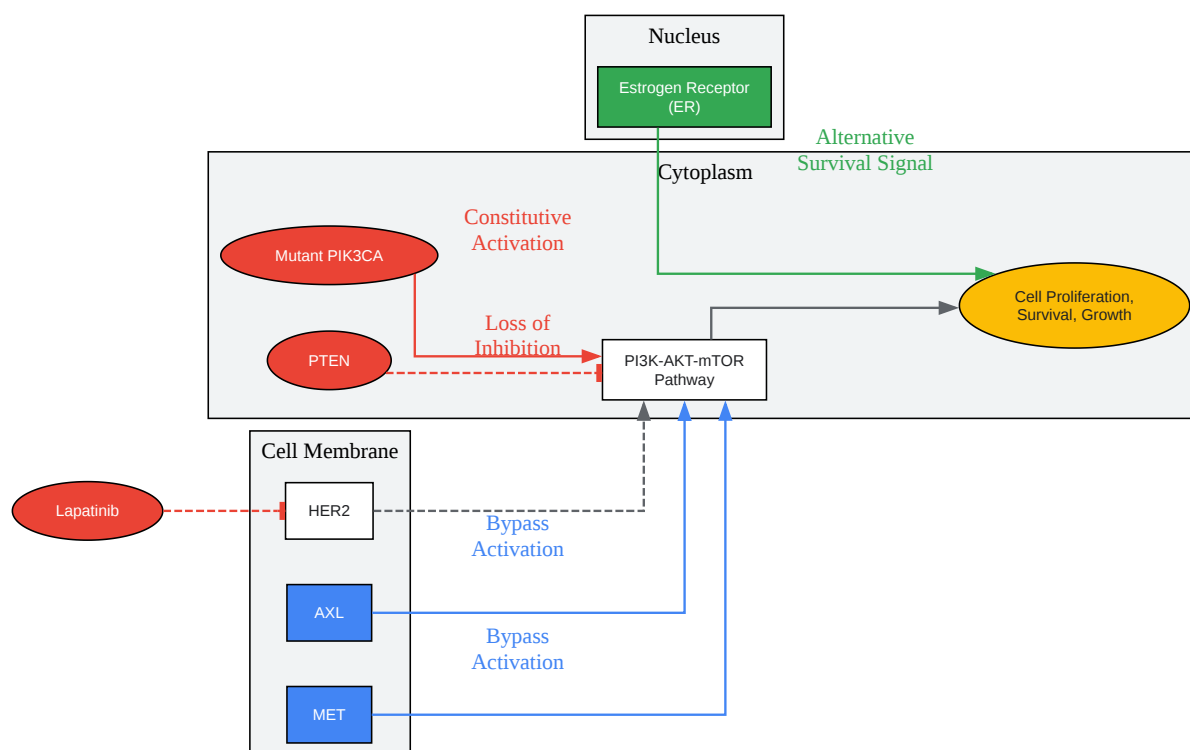 Nucleus
Estrogen Receptor
(ER)
Alternative
Survival Signal
Cytoplasm
Constitutive
Activation
Mutant PIK3CA
Cell Proliferation,
Survival, Growth
Loss of
Inhibition
PTEN
PI3K-AKT-mTOR
Pathway
Cell Membrane
Lapatinib
HER2
Bypass
Activation
AXL
Bypass
Activation
MET